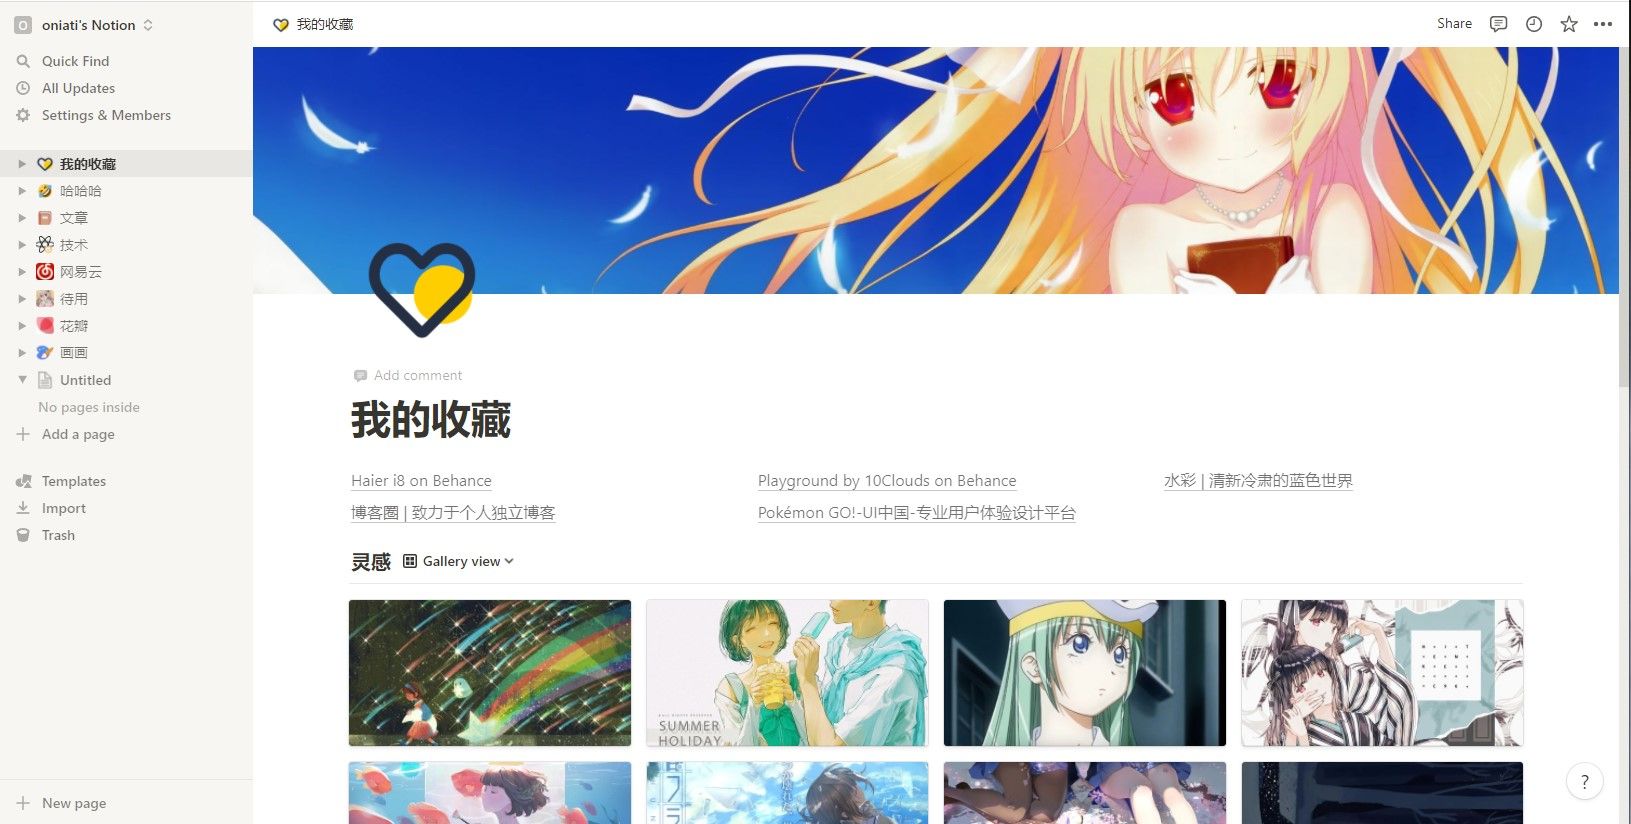 O oniati's Notion
Quick Find
All Updates
Settings & Members
我的收藏
哈哈哈
文章
技术
网易云
待用
花瓣
画画
Untitled
No pages inside
Add a page
Templates
Import
Trash
New page
我的收藏
Share
Add comment
我的收藏
Haier i8 on Behance
Playground by 10Clouds on Behance
水彩 | 清新冷肃的蓝色世界
博客圈 | 致力于个人独立博客
Pokémon GO!-UI中国-专业用户体验设计平台
灵感 Gallery view
SUMMER
HOLIDAY
?